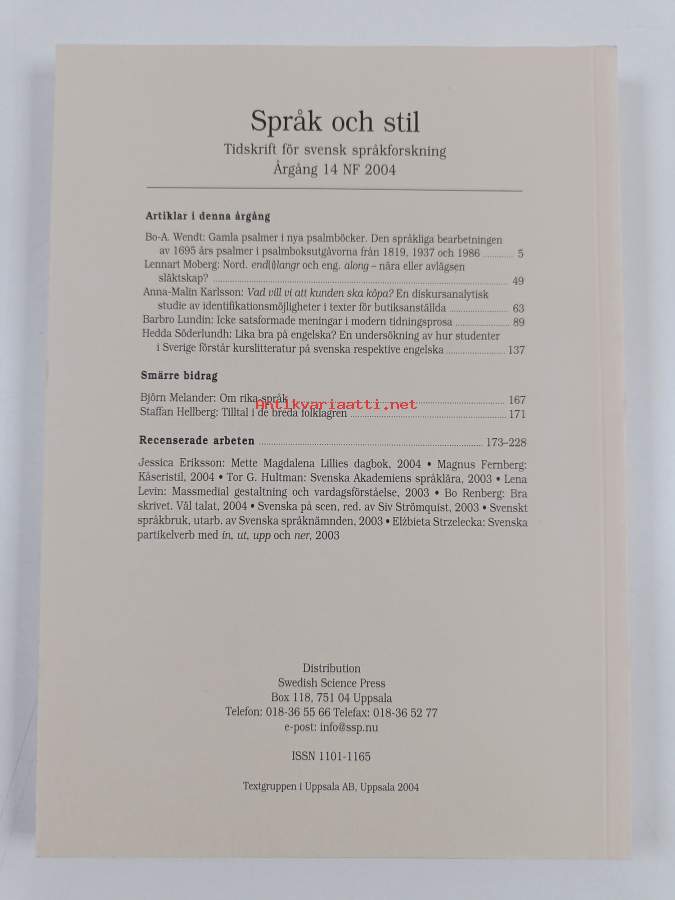 Språk och stil
Tidskrift för svensk språkforskning
Årgång 14 NF 2004
Artiklar i denna årgång
Bo-A. Wendt: Gamla psalmer i nya psalmböcker. Den språkliga bearbetningen
av 1695 års psalmer i psalmboksutgåvorna från 1819, 1937 och 1986 .......... 5
Lennart Moberg: Nord. end(i)langr och eng. along – nära eller avlägsen
släktskap? .......... 49
Anna-Malin Karlsson: Vad vill vi att kunden ska köpa? En diskursanalytisk
studie av identifikationsmöjligheter i texter för butiksanställda .......... 63
Barbro Lundin: Icke satsformade meningar i modern tidningsprosa .......... 89
Hedda Söderlundh: Lika bra på engelska? En undersökning av hur studenter
i Sverige förstår kurslitteratur på svenska respektive engelska .......... 137
Smärre bidrag
Björn Melander: Om rika språk .......... 167
Antikvariaatti.net
Staffan Hellberg: Tilltal i de breda folklagren .......... 171
Recenserade arbeten .......... 173–228
Jessica Eriksson: Mette Magdalena Lillies dagbok, 2004 • Magnus Fernberg:
Kåseristil, 2004 • Tor G. Hultman: Svenska Akademiens språklära, 2003 • Lena
Levin: Massmedial gestaltning och vardagsförståelse, 2003 • Bo Renberg: Bra
skrivet. Väl talat, 2004 • Svenska på scen, red. av Siv Strömquist, 2003 • Svenskt
språkbruk, utarb. av Svenska språknämnden, 2003 • Elżbieta Strzelecka: Svenska
partikelverb med in, ut, upp och ner, 2003
Distribution
Swedish Science Press
Box 118, 751 04 Uppsala
Telefon: 018-36 55 66 Telefax: 018-36 52 77
e-post: info@ssp.nu
ISSN 1101-1165
Textgruppen i Uppsala AB, Uppsala 2004